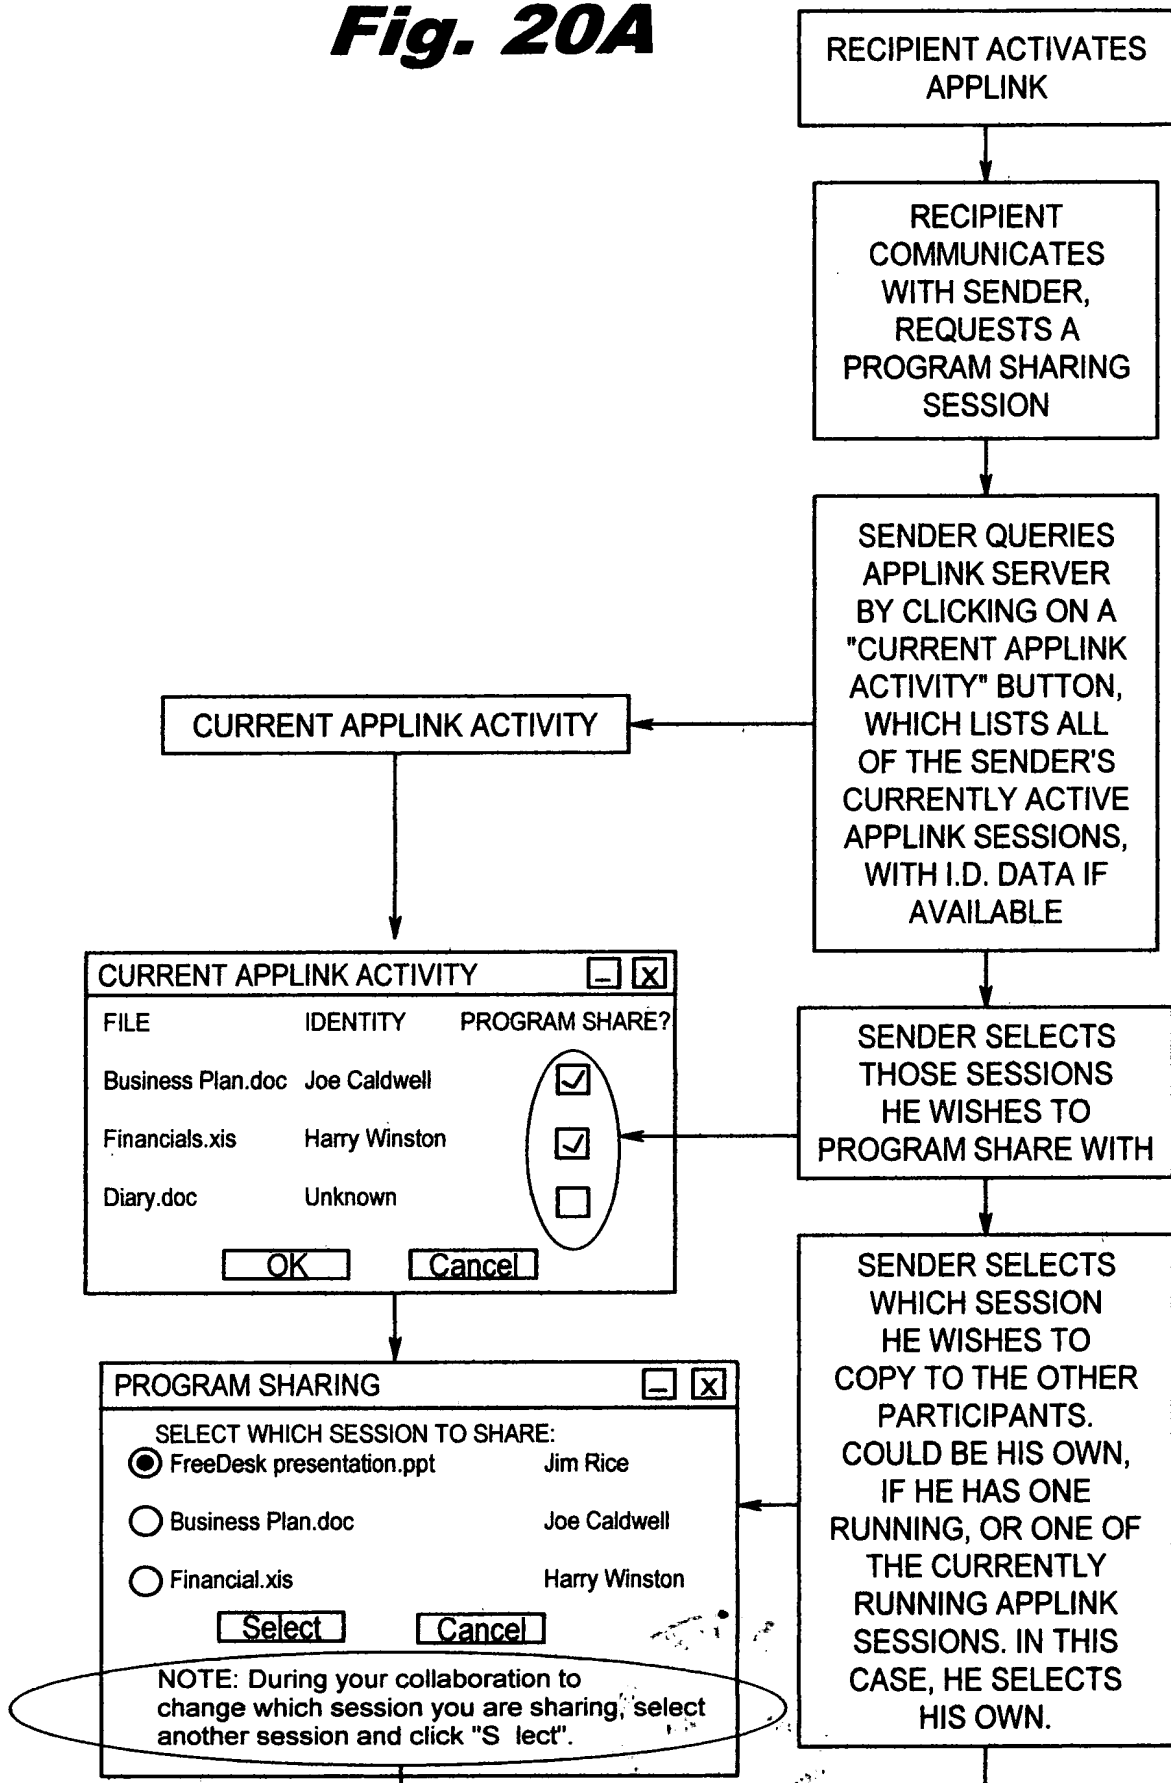 Fig. 20A
RECIPIENT ACTIVATES
APPLINK
RECIPIENT
COMMUNICATES
WITH SENDER,
REQUESTS A
PROGRAM SHARING
SESSION
SENDER QUERIES
APPLINK SERVER
BY CLICKING ON A
"CURRENT APPLINK
ACTIVITY" BUTTON,
WHICH LISTS ALL
OF THE SENDER'S
CURRENTLY ACTIVE
APPLINK SESSIONS,
WITH I.D. DATA IF
AVAILABLE
CURRENT APPLINK ACTIVITY
CURRENT APPLINK ACTIVITY – X
FILE IDENTITY PROGRAM SHARE?
Business Plan.doc Joe Caldwell
Financials.xis Harry Winston
Diary.doc Unknown
OK Cancel
SENDER SELECTS
THOSE SESSIONS
HE WISHES TO
PROGRAM SHARE WITH
PROGRAM SHARING – X
SELECT WHICH SESSION TO SHARE:
FreeDesk presentation.ppt Jim Rice
Business Plan.doc Joe Caldwell
Financial.xis Harry Winston
Select Cancel
NOTE: During your collaboration to
change which session you are sharing, select
another session and click "S lect".
SENDER SELECTS
WHICH SESSION
HE WISHES TO
COPY TO THE OTHER
PARTICIPANTS.
COULD BE HIS OWN,
IF HE HAS ONE
RUNNING, OR ONE OF
THE CURRENTLY
RUNNING APPLINK
SESSIONS. IN THIS
CASE, HE SELECTS
HIS OWN.